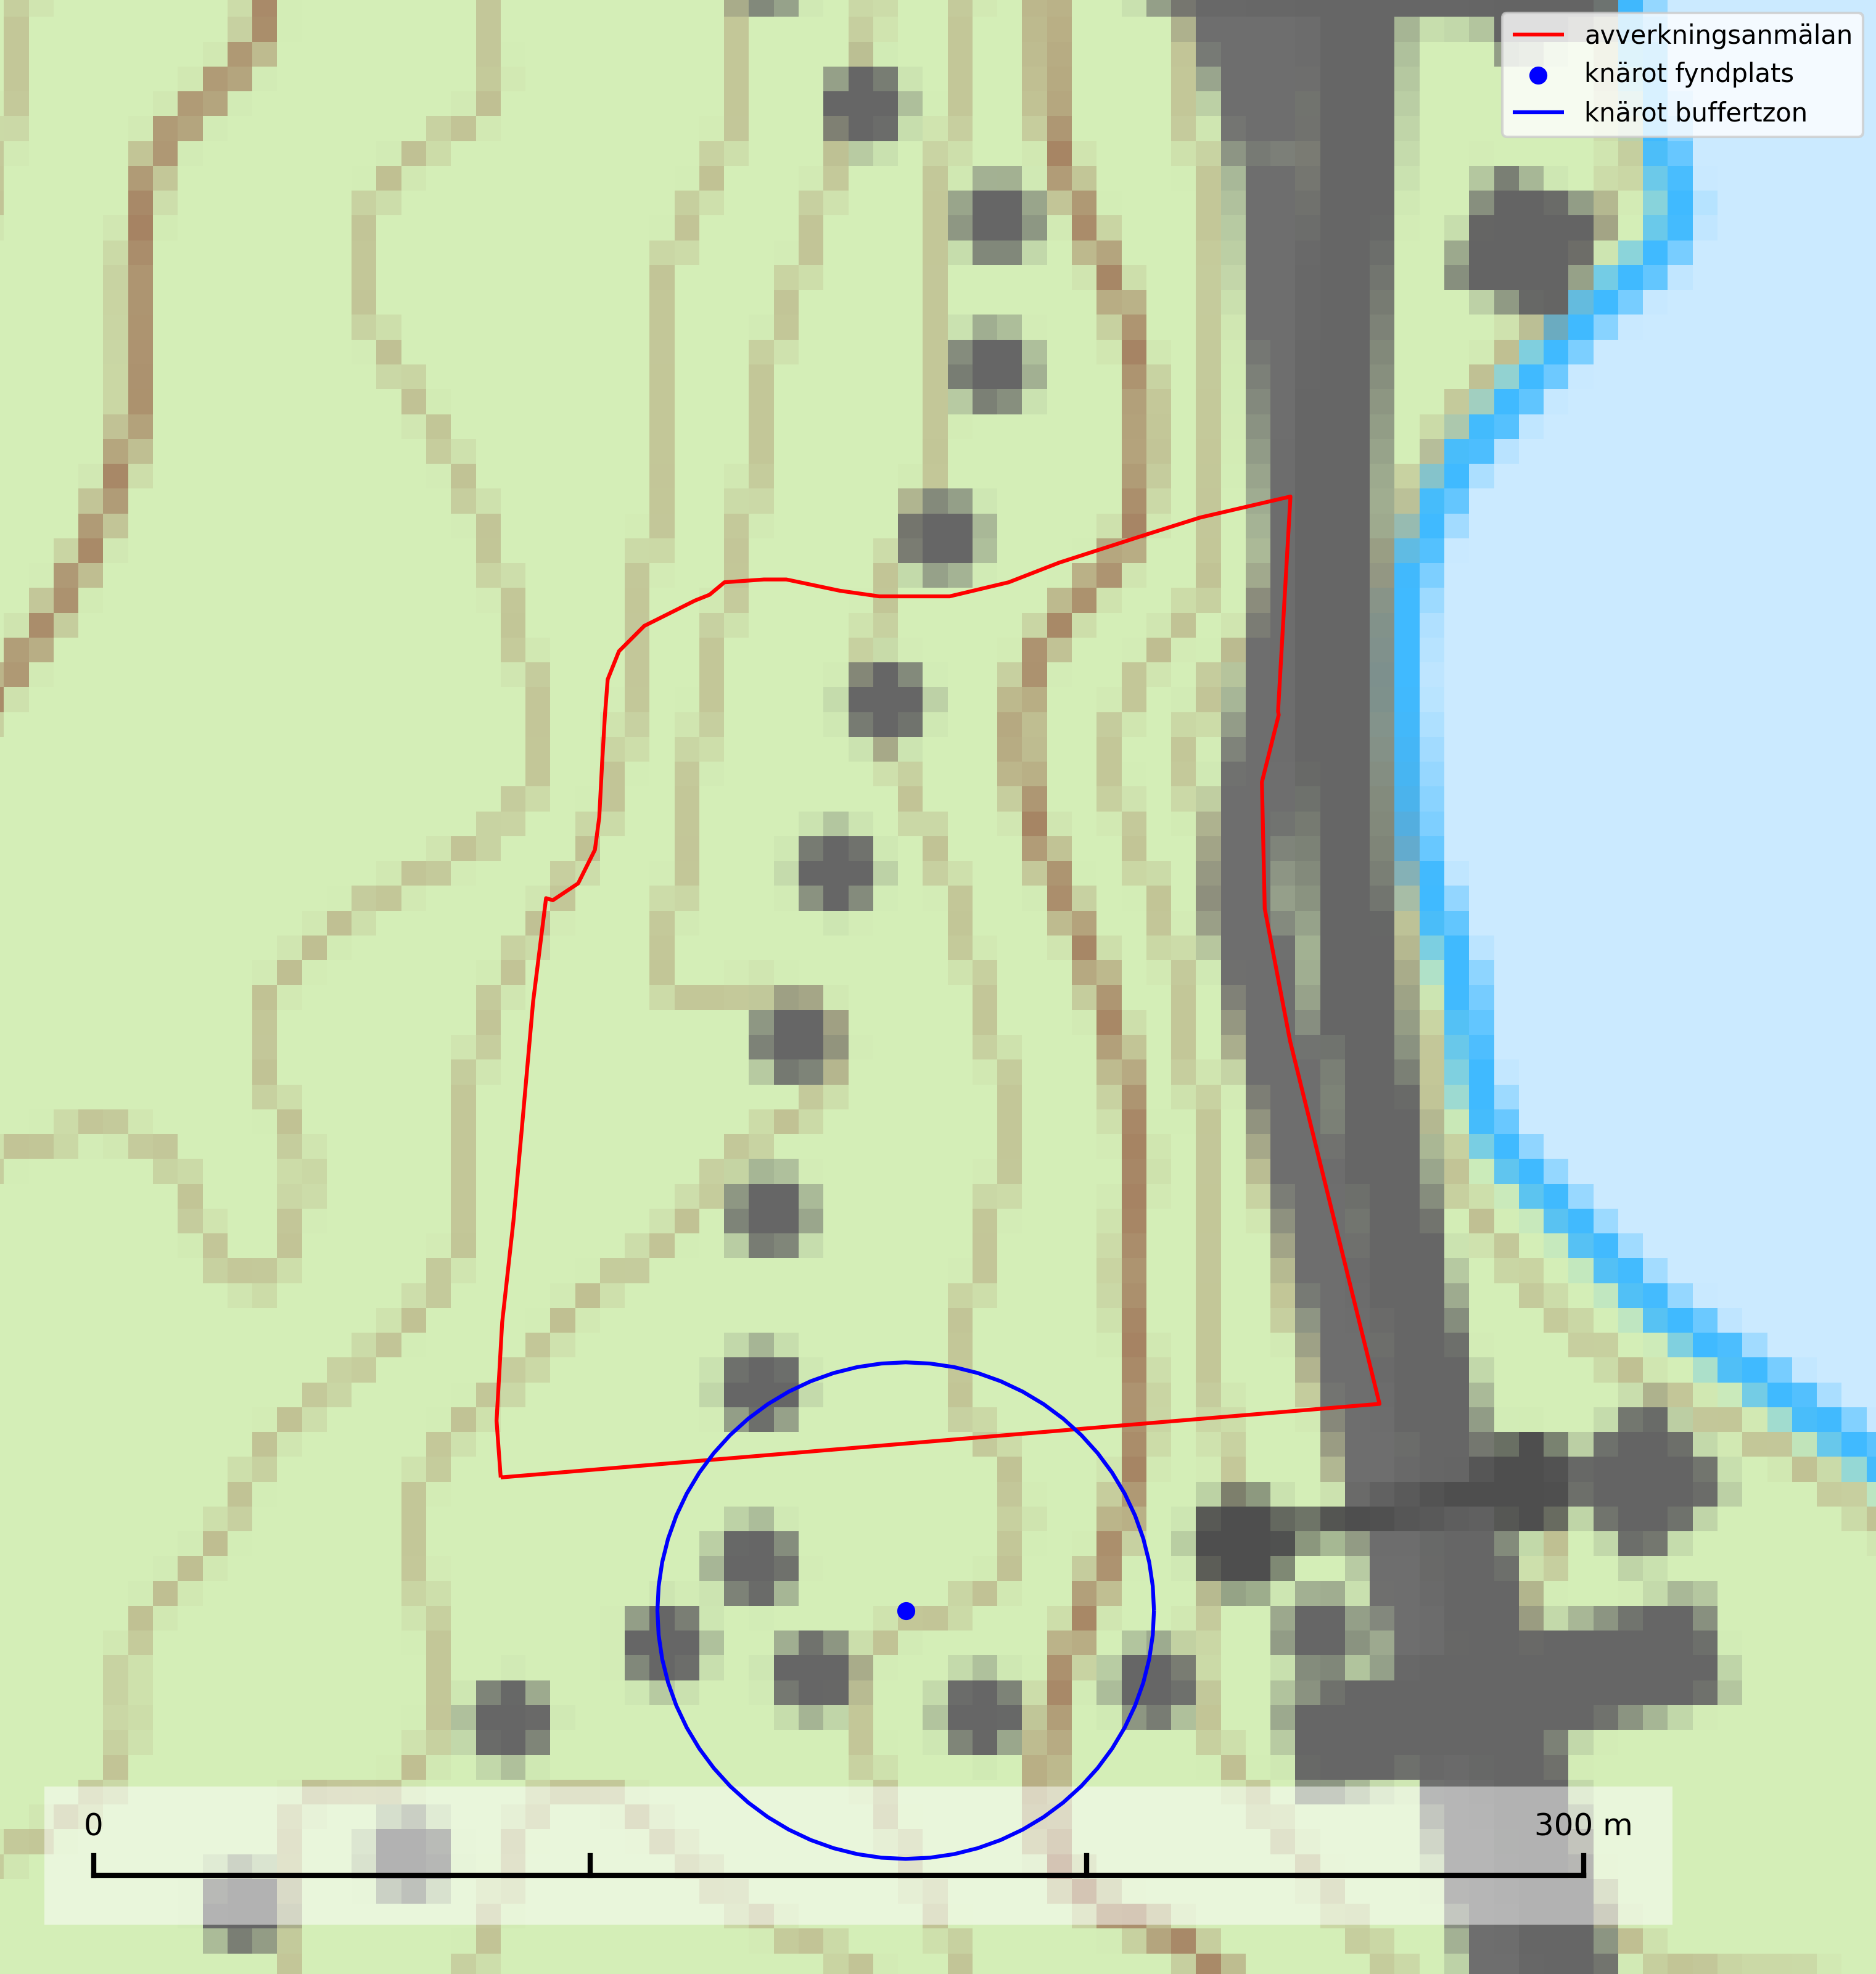 avverkningsanmälan
knärot fyndplats
knärot buffertzon
0
300 m